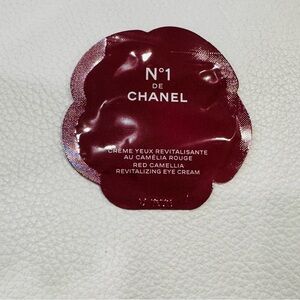 N°1
DE
CHANEL
CRÈME YEUX REVITALISANTE
AU CAMÉLIA ROUGE
RED CAMELLIA
REVITALIZING EYE CREAM